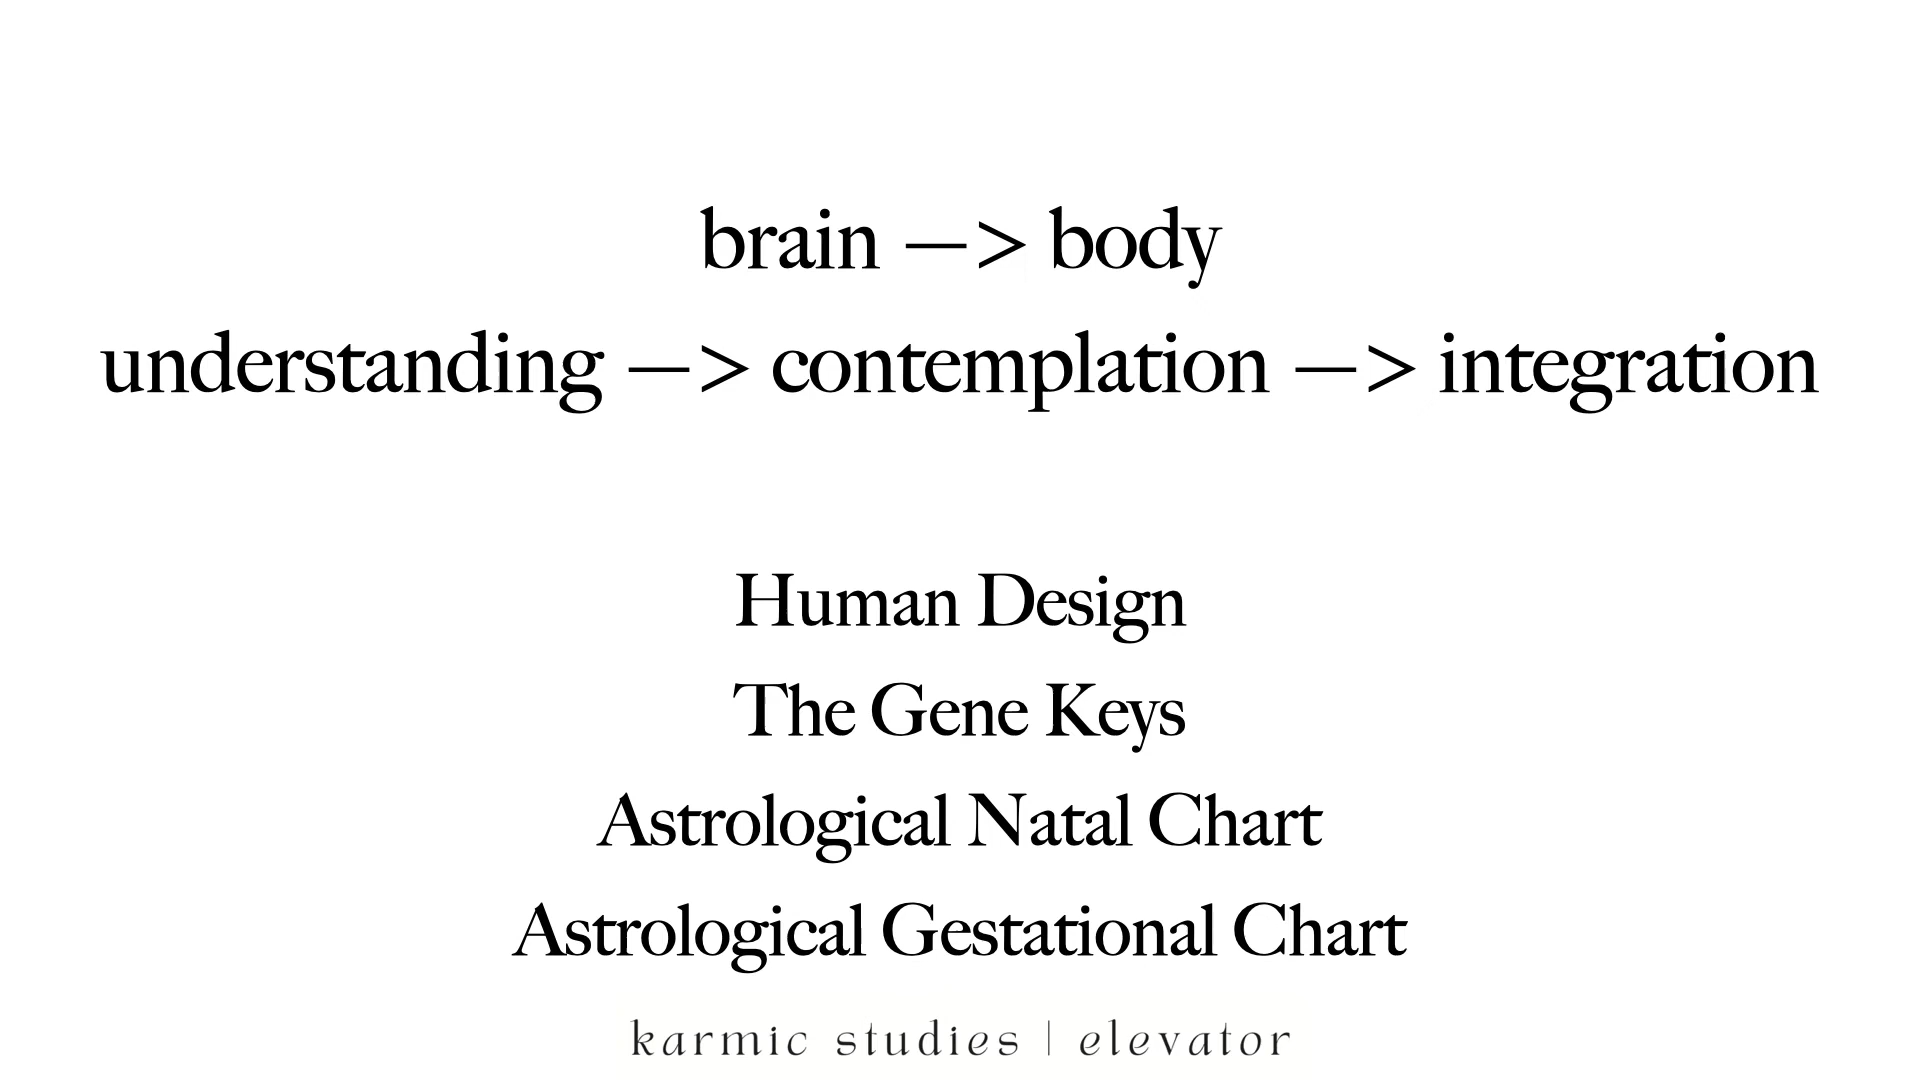 brain —> body
understanding —> contemplation —> integration
Human Design
The Gene Keys
Astrological Natal Chart
Astrological Gestational Chart
karmic studies | elevator